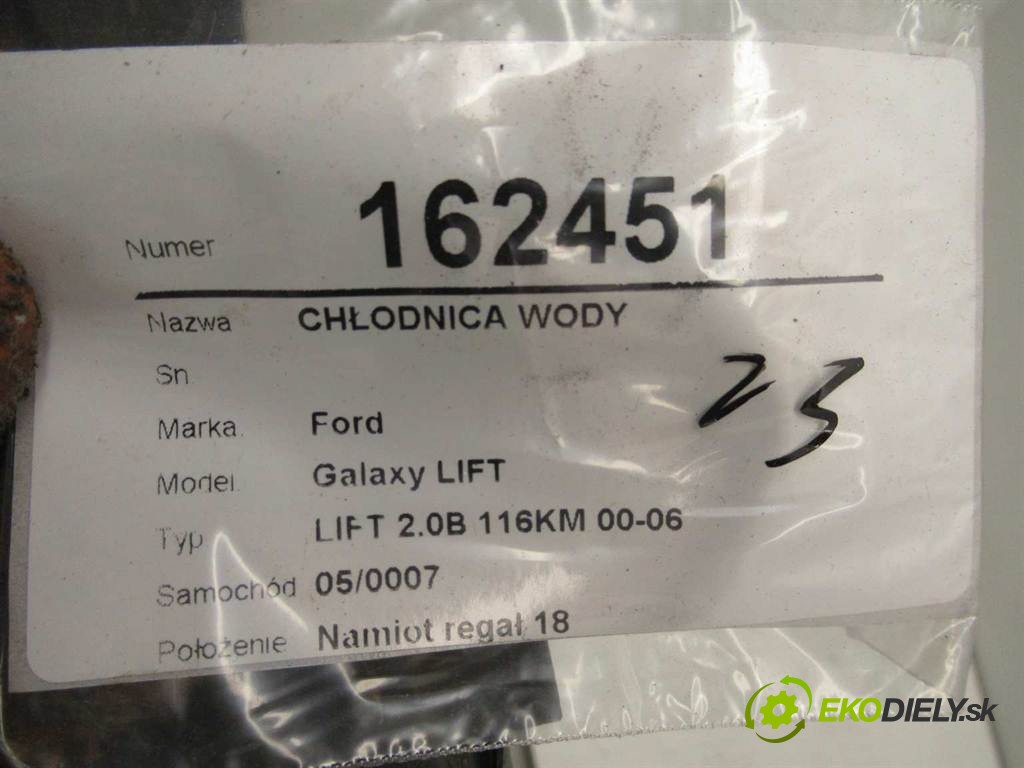 Numer 162451
Nazwa CHŁODNICA WODY
Sn
Marka Ford
Model Galaxy LIFT
Typ LIFT 2.0B 116KM 00-06
Samochód 05/0007
Położenie Namiot regał 18
23
EKODIELY.sk